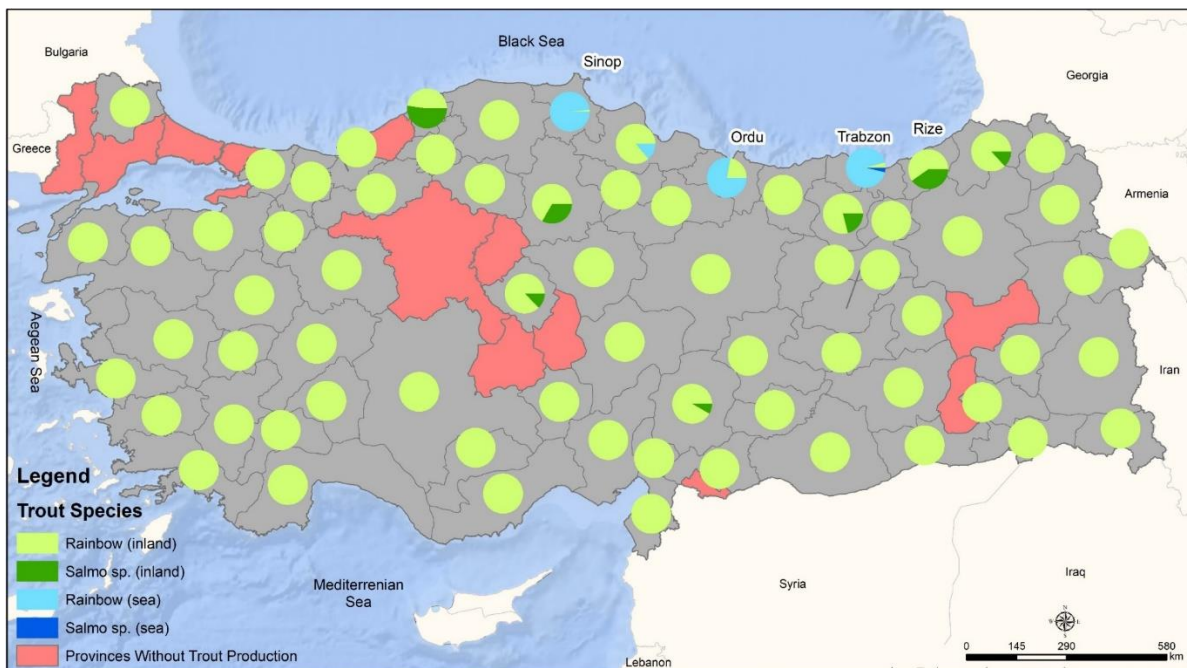 Bulgaria
Black Sea
Sinop
Georgia
Greece
Ordu
Trabzon
Rize
Armenia
Aegean Sea
Iran
Legend
Trout Species
Rainbow (inland)
Salmo sp. (inland)
Rainbow (sea)
Salmo sp. (sea)
Provinces Without Trout Production
Mediterrenian
Sea
Syria
Iraq
Lebanon
N
W
E
S
0 145 290 580
km